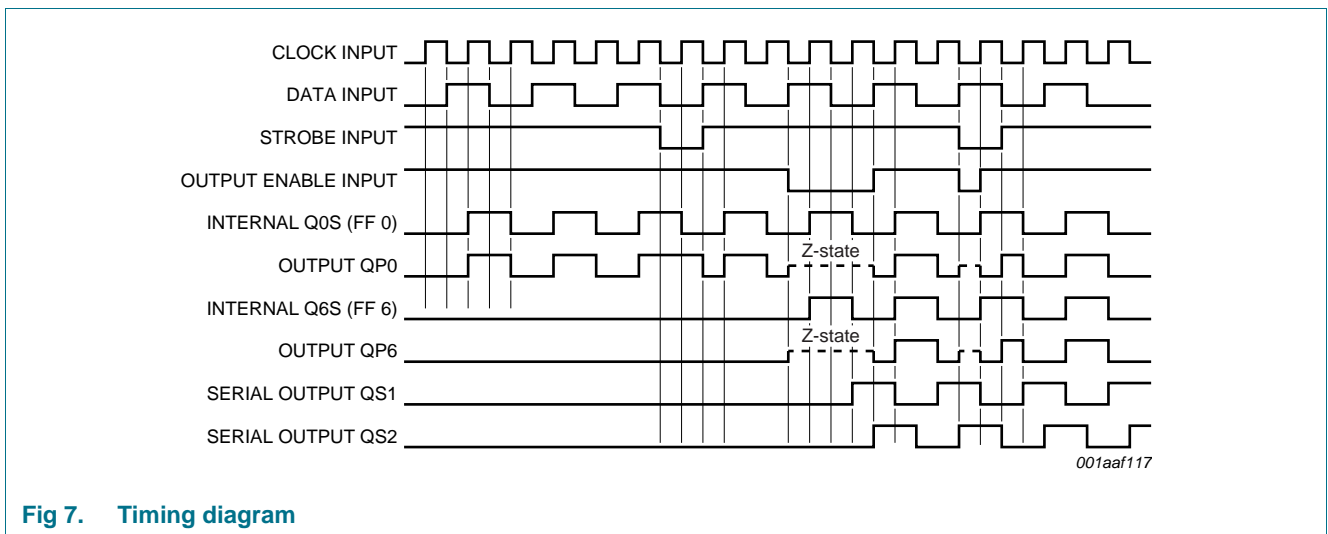 CLOCK INPUT
DATA INPUT
STROBE INPUT
OUTPUT ENABLE INPUT
INTERNAL Q0S (FF 0)
Z-state
OUTPUT QP0
INTERNAL Q6S (FF 6)
Z-state
OUTPUT QP6
SERIAL OUTPUT QS1
SERIAL OUTPUT QS2
001aaf117
Fig 7. Timing diagram